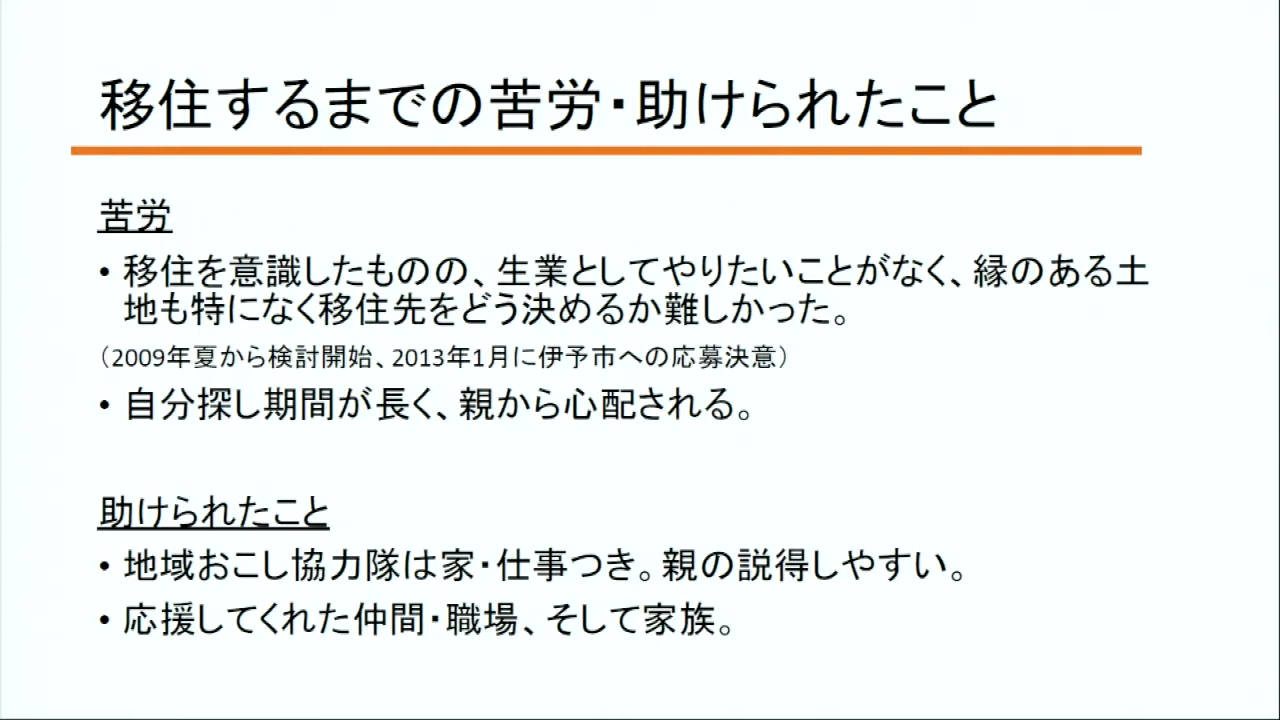 移住するまでの苦労・助けられたこと
苦労
• 移住を意識したものの、生業としてやりたいことがなく、縁のある土
地も特になく移住先をどう決めるか難しかった。
（2009年夏から検討開始、2013年1月に伊予市への応募決意）
• 自分探し期間が長く、親から心配される。
助けられたこと
• 地域おこし協力隊は家・仕事つき。親の説得しやすい。
• 応援してくれた仲間・職場、そして家族。